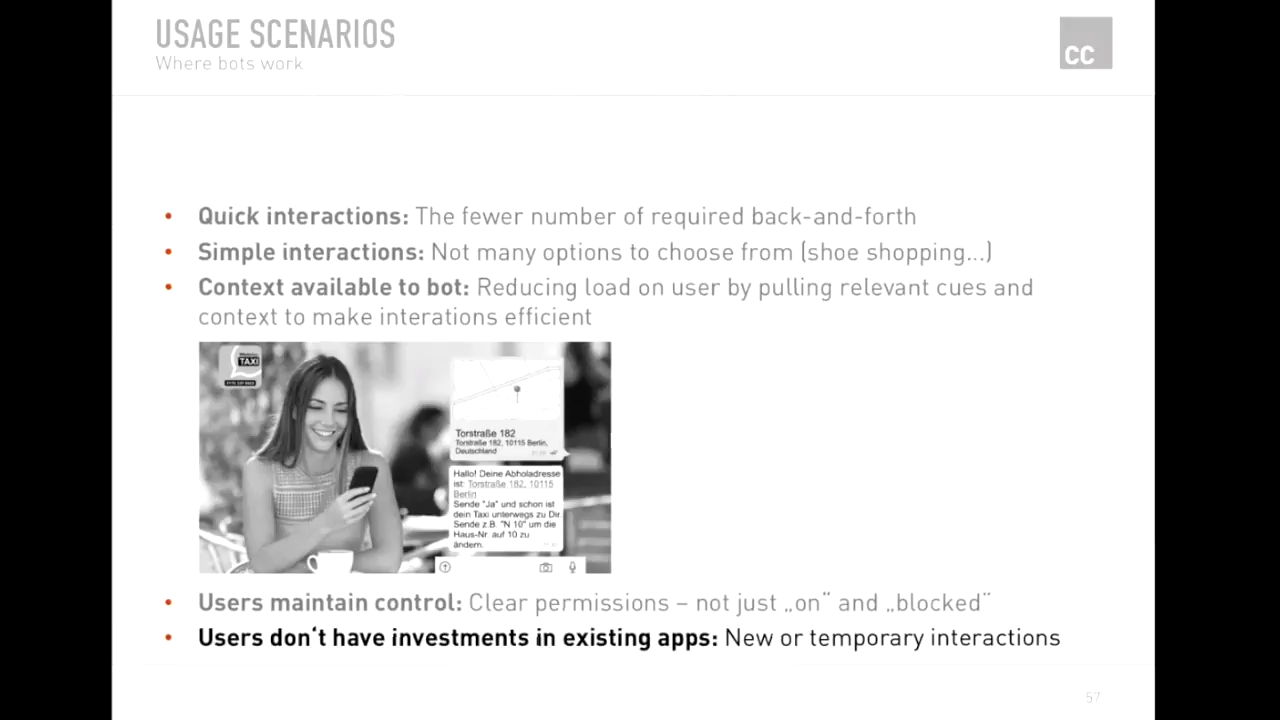 USAGE SCENARIOS
Where bots work
cc
• Quick interactions: The fewer number of required back-and-forth
• Simple interactions: Not many options to choose from (shoe shopping...)
• Context available to bot: Reducing load on user by pulling relevant cues and
context to make interations efficient
TAXI
Torstraße 182
Torstraße 182, 10115 Berlin,
Deutschland
Hallo! Deine Abholadresse
ist: Torstraße 182, 10115
Berlin
Sende "Ja" und schon ist
dein Taxi unterwegs zu Dir.
Sende z.B. "N 10" um die
Haus-Nr auf 10 zu
ändern.
• Users maintain control: Clear permissions – not just „on“ and „blocked“
• Users don‘t have investments in existing apps: New or temporary interactions
57